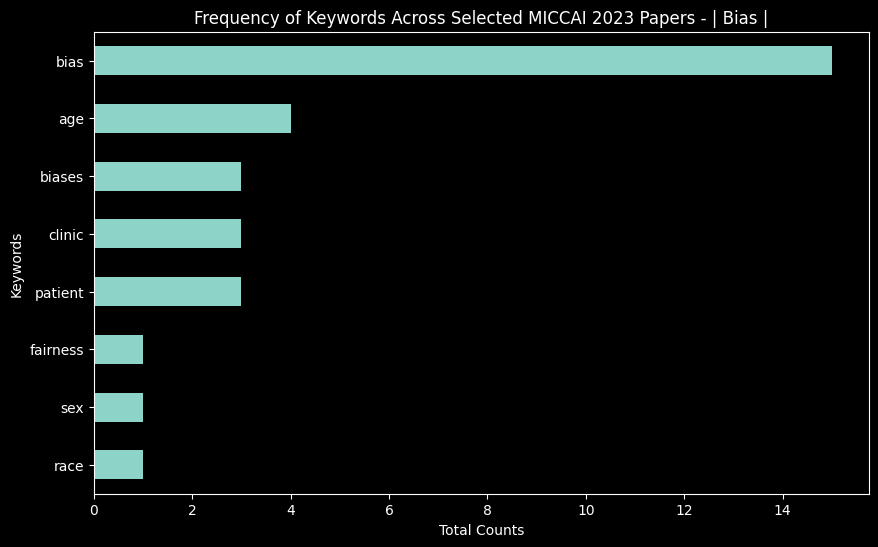 Frequency of Keywords Across Selected MICCAI 2023 Papers - | Bias |
bias
age
biases
clinic
patient
fairness
sex
race
Keywords
0 2 4 6 8 10 12 14
Total Counts